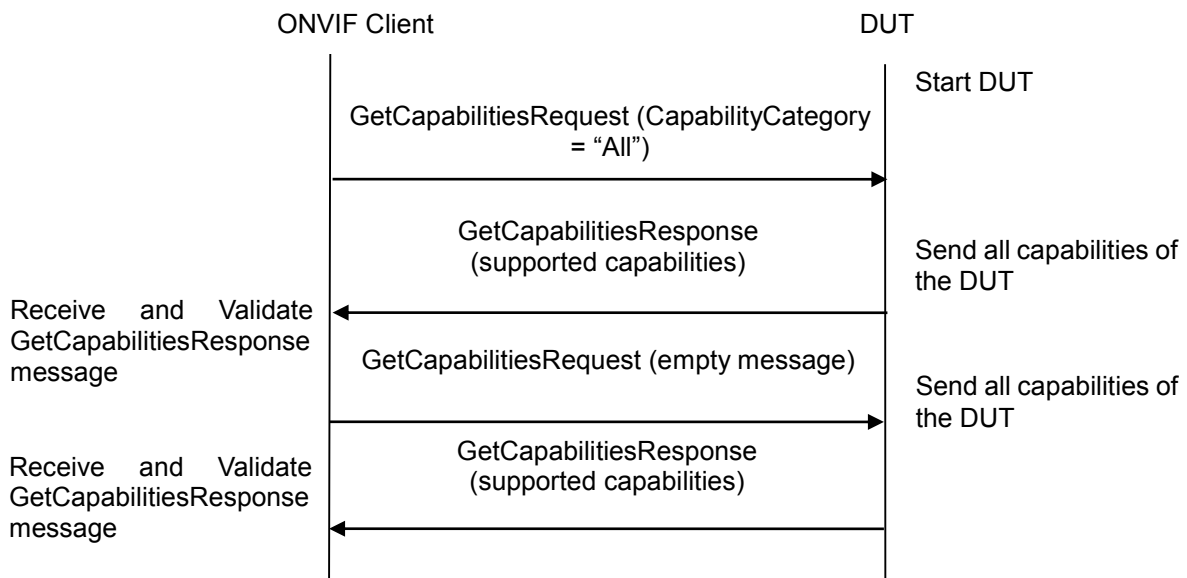 ONVIF Client
DUT
Start DUT
GetCapabilitiesRequest (CapabilityCategory
= “All”)
GetCapabilitiesResponse
(supported capabilities)
Send all capabilities of
the DUT
Receive and Validate
GetCapabilitiesResponse
message
GetCapabilitiesRequest (empty message)
Send all capabilities of
the DUT
GetCapabilitiesResponse
(supported capabilities)
Receive and Validate
GetCapabilitiesResponse
message